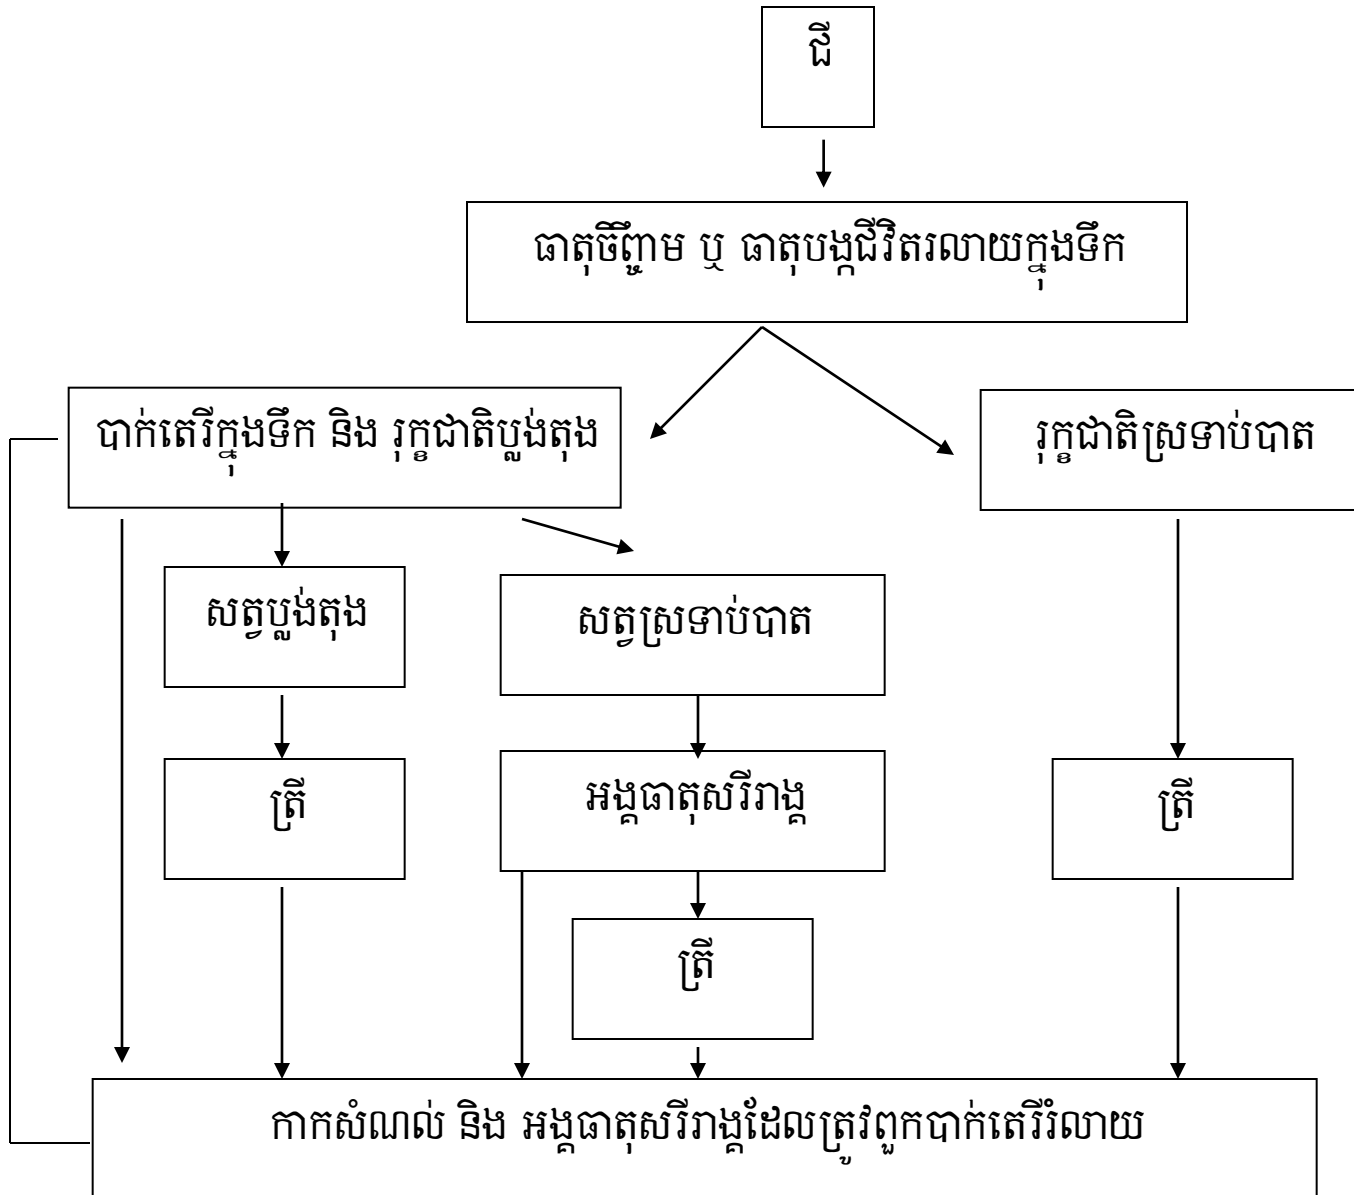 ជី
ធាតុចិញ្ចឹម ឬ ធាតុបង្កជីវិតរលាយក្នុងទឹក
បាក់តេរីក្នុងទឹក និង រុក្ខជាតិប្លង់តុង
រុក្ខជាតិស្រទាប់បាត
សត្វប្លង់តុង
សត្វស្រទាប់បាត
ត្រី
អង្គធាតុសរីរាង្គ
ត្រី
ត្រី
កាកសំណល់ និង អង្គធាតុសរីរាង្គដែលត្រូវពួកបាក់តេរីរំលាយ